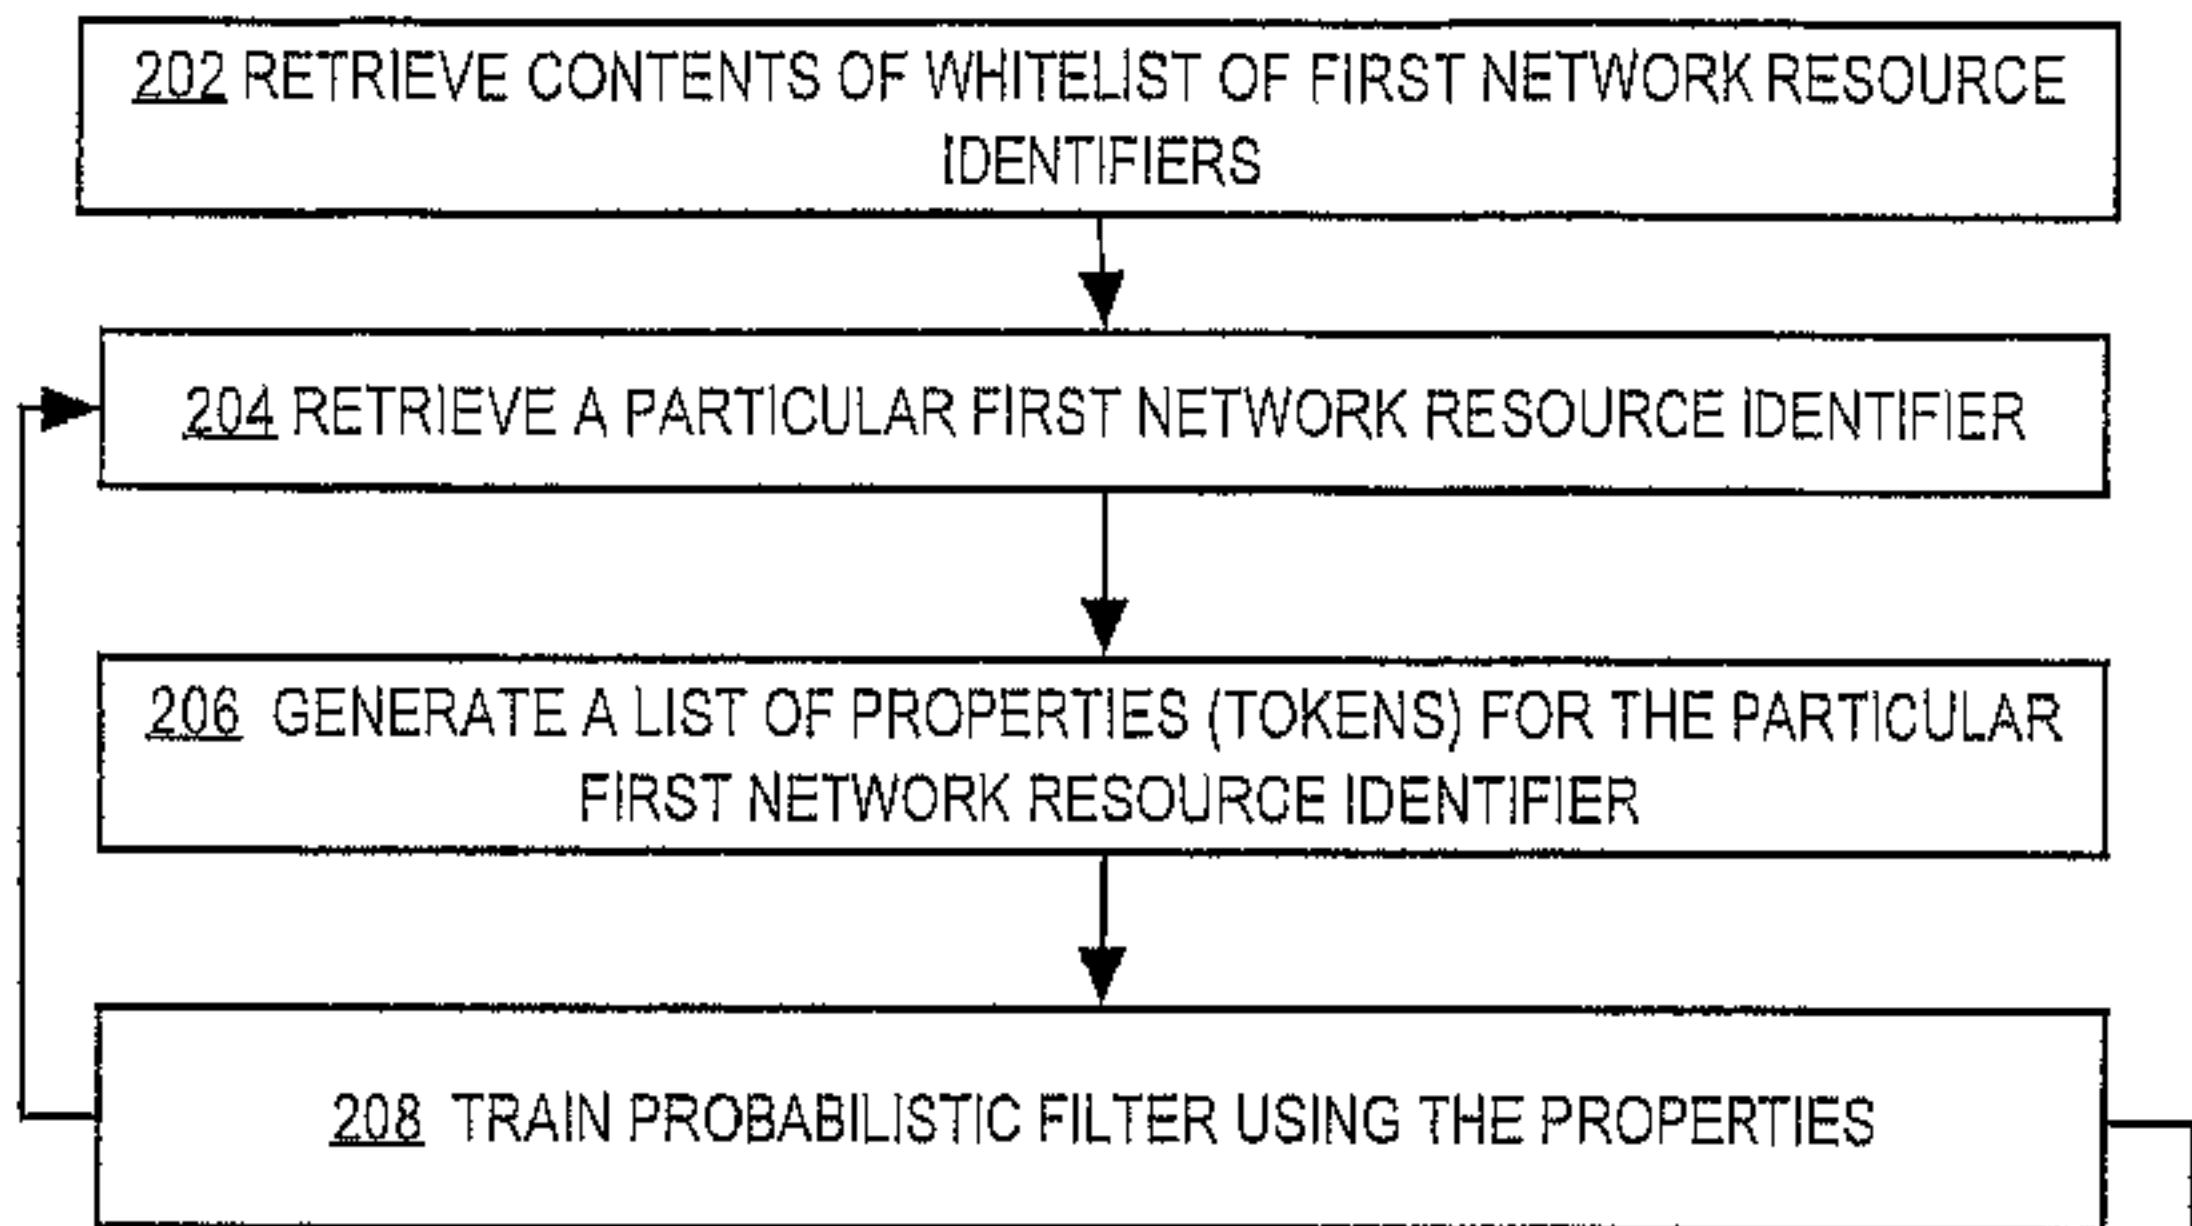 202 RETRIEVE CONTENTS OF WHITELIST OF FIRST NETWORK RESOURCE
IDENTIFIERS
204 RETRIEVE A PARTICULAR FIRST NETWORK RESOURCE IDENTIFIER
206 GENERATE A LIST OF PROPERTIES (TOKENS) FOR THE PARTICULAR
FIRST NETWORK RESOURCE IDENTIFIER
208 TRAIN PROBABILISTIC FILTER USING THE PROPERTIES